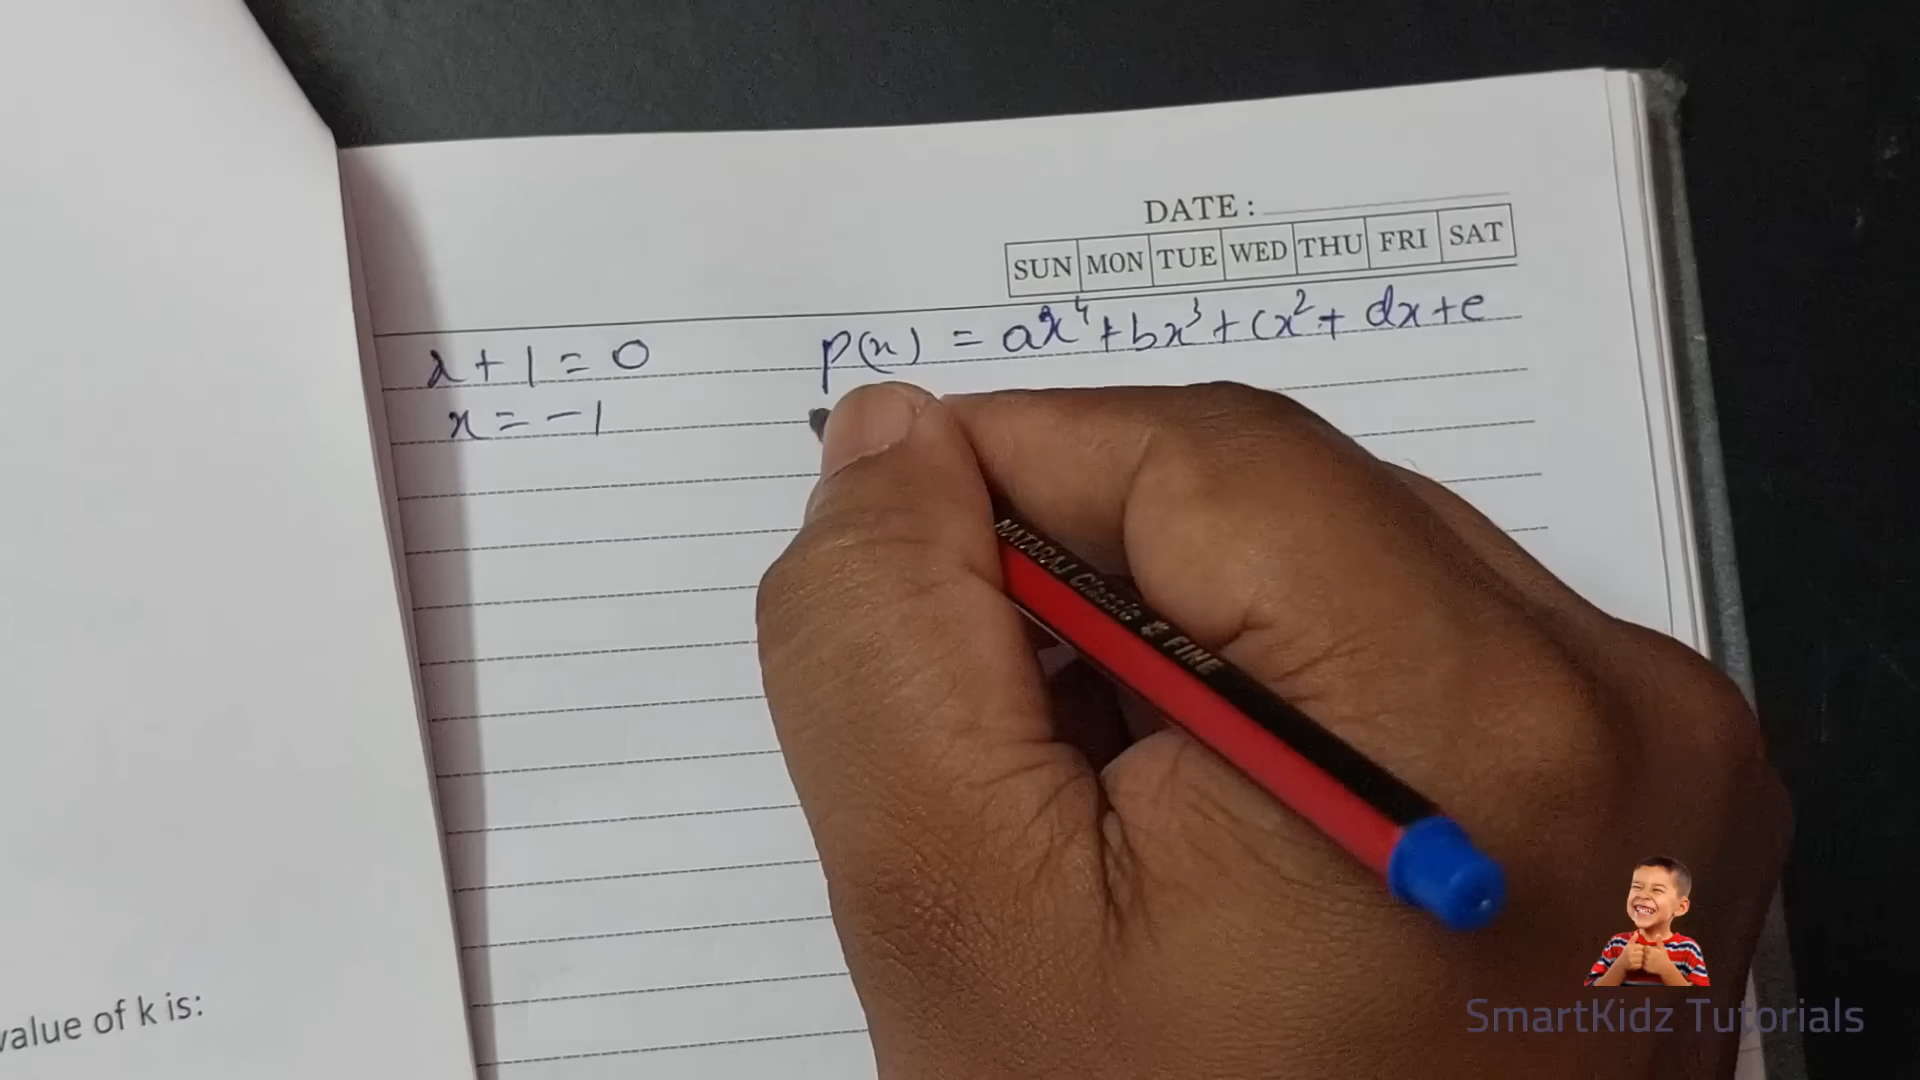 DATE :
SUN MON TUE WED THU FRI SAT
x + 1 = 0
x = -1
p(x) = ax⁴ + bx³ + cx² + dx + e
NATARAJ Classic FINE
value of k is:
SmartKidz Tutorials